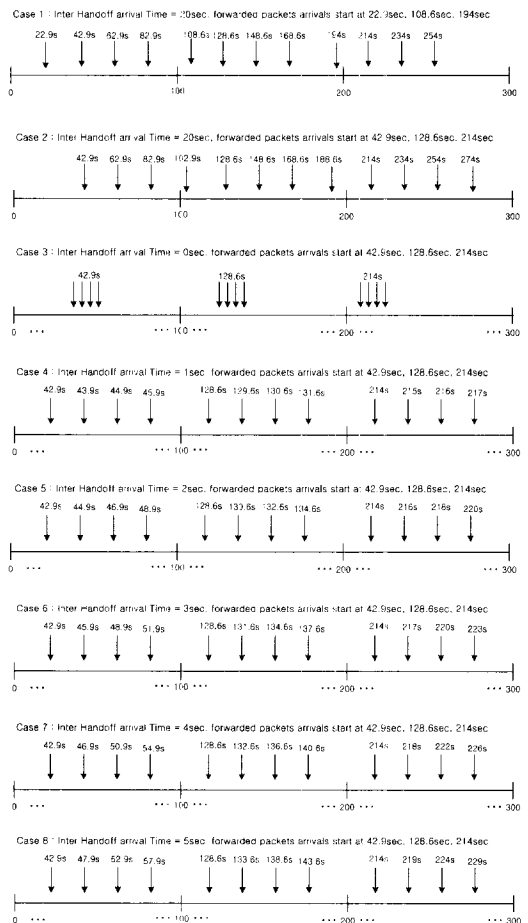 Case 1 : Inter Handoff arrival Time = 20sec, forwarded packets arrivals start at 22.9sec, 108.6sec, 194sec
22.9s 42.9s 62.9s 82.9s 108.6s 128.6s 148.6s 168.6s 194s 214s 234s 254s
0 100 200 300
Case 2 : Inter Handoff arrival Time = 20sec, forwarded packets arrivals start at 42.9sec, 128.6sec, 214sec
42.9s 62.9s 82.9s 102.9s 128.6s 148.6s 168.6s 188.6s 214s 234s 254s 274s
0 100 200 300
Case 3 : Inter Handoff arrival Time = 0sec, forwarded packets arrivals start at 42.9sec, 128.6sec, 214sec
42.9s 128.6s 214s
0 ••• ••• 100 ••• ••• 200 ••• ••• 300
Case 4 : Inter Handoff arrival Time = 1sec, forwarded packets arrivals start at 42.9sec, 128.6sec, 214sec
42.9s 43.9s 44.9s 45.9s 128.6s 129.6s 130.6s 131.6s 214s 215s 216s 217s
0 ••• ••• 100 ••• ••• 200 ••• ••• 300
Case 5 : Inter Handoff arrival Time = 2sec, forwarded packets arrivals start at 42.9sec, 128.6sec, 214sec
42.9s 44.9s 46.9s 48.9s 128.6s 130.6s 132.6s 134.6s 214s 216s 218s 220s
0 ••• ••• 100 ••• ••• 200 ••• ••• 300
Case 6 : Inter Handoff arrival Time = 3sec, forwarded packets arrivals start at 42.9sec, 128.6sec, 214sec
42.9s 45.9s 48.9s 51.9s 128.6s 131.6s 134.6s 137.6s 214s 217s 220s 223s
0 ••• ••• 100 ••• ••• 200 ••• ••• 300
Case 7 : Inter Handoff arrival Time = 4sec, forwarded packets arrivals start at 42.9sec, 128.6sec, 214sec
42.9s 46.9s 50.9s 54.9s 128.6s 132.6s 136.6s 140.6s 214s 218s 222s 226s
0 ••• ••• 100 ••• ••• 200 ••• ••• 300
Case 8 : Inter Handoff arrival Time = 5sec, forwarded packets arrivals start at 42.9sec, 128.6sec, 214sec
42.9s 47.9s 52.9s 57.9s 128.6s 133.6s 138.6s 143.6s 214s 219s 224s 229s
0 ••• ••• 100 ••• ••• 200 ••• ••• 300